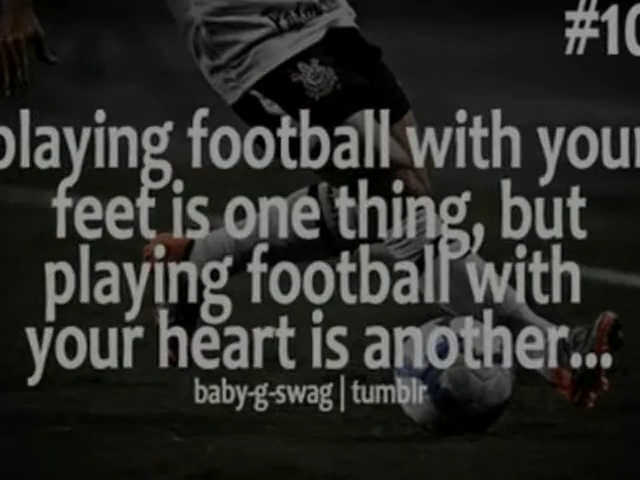 #10
playing football with your
feet is one thing, but
playing football with
your heart is another...
baby-g-swag | tumblr